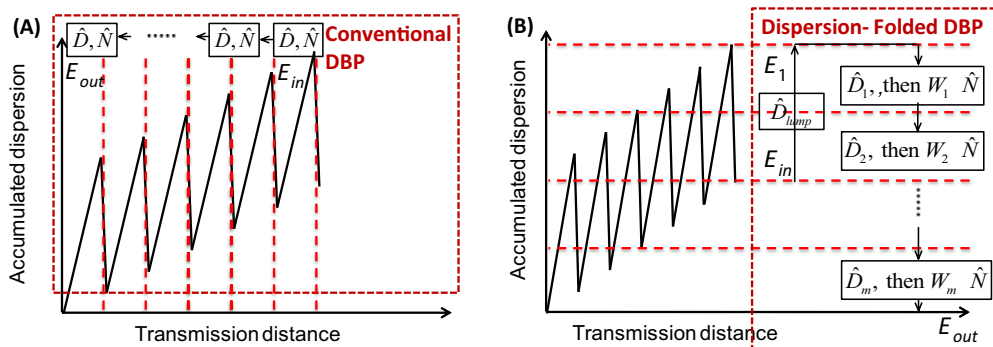 (A)
D̂, N̂
.....
D̂, N̂
D̂, N̂
Conventional
DBP
E_out
E_in
Accumulated dispersion
Transmission distance
(B)
Dispersion- Folded DBP
E_1
D̂_1, ,then W_1 N̂
D̂_lump
D̂_2, then W_2 N̂
E_in
......
D̂_m, then W_m N̂
Accumulated dispersion
Transmission distance
E_out